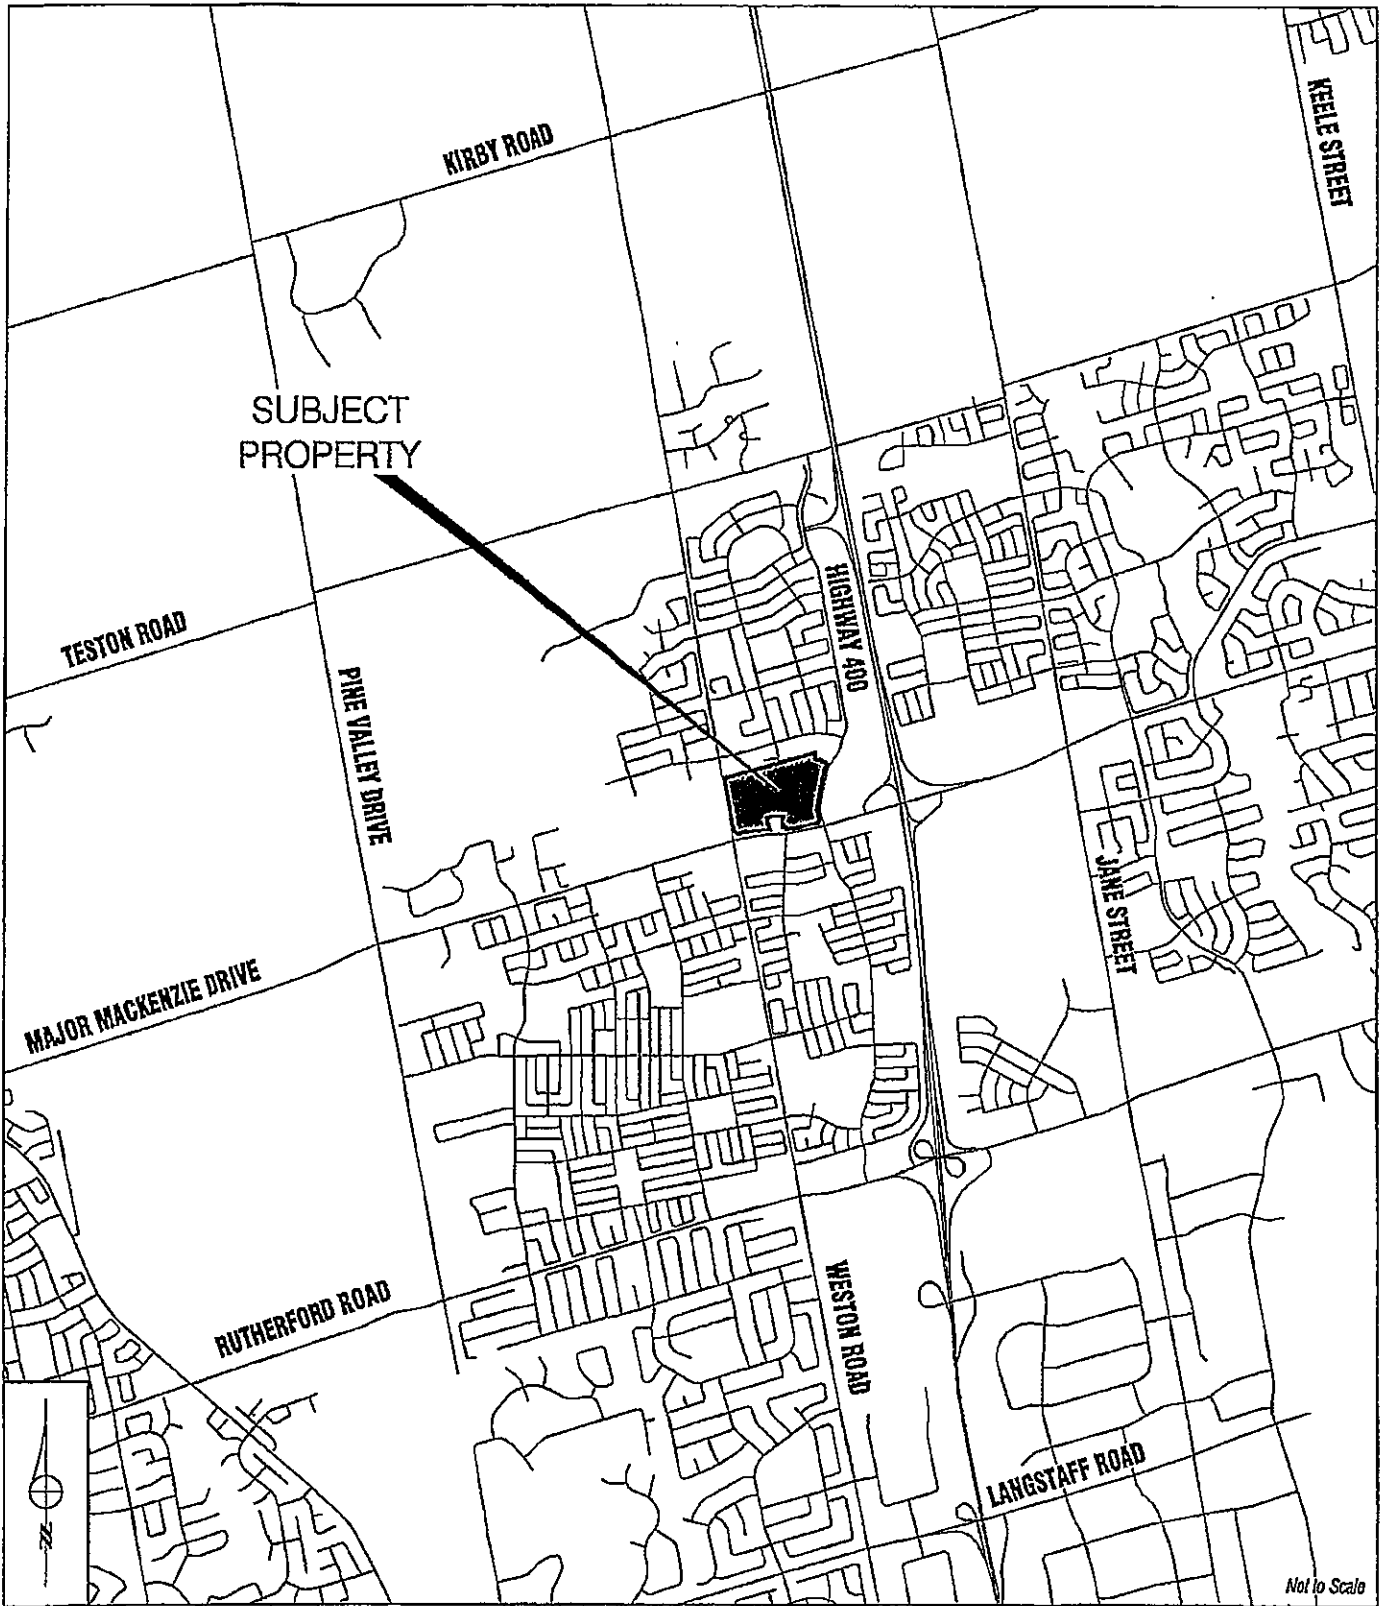 KEELE STREET
KIRBY ROAD
SUBJECT
PROPERTY
HIGHWAY 400
TESTON ROAD
PINE VALLEY DRIVE
JANE STREET
MAJOR MACKENZIE DRIVE
WESTON ROAD
RUTHERFORD ROAD
LANGSTAFF ROAD
N
Not to Scale